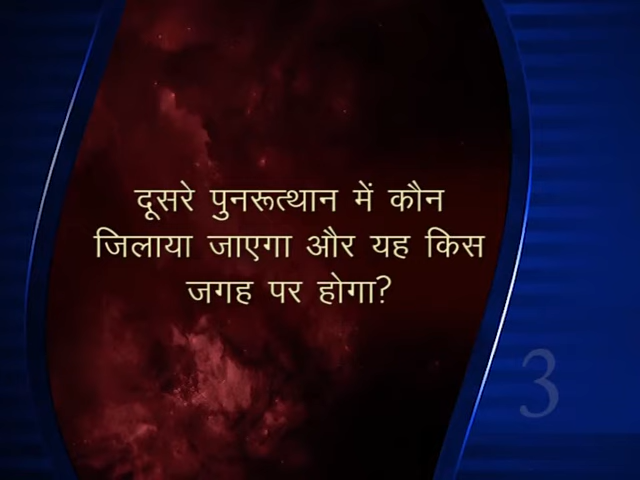 दूसरे पुनरूत्थान में कौन
जिलाया जाएगा और यह किस
जगह पर होगा?
3